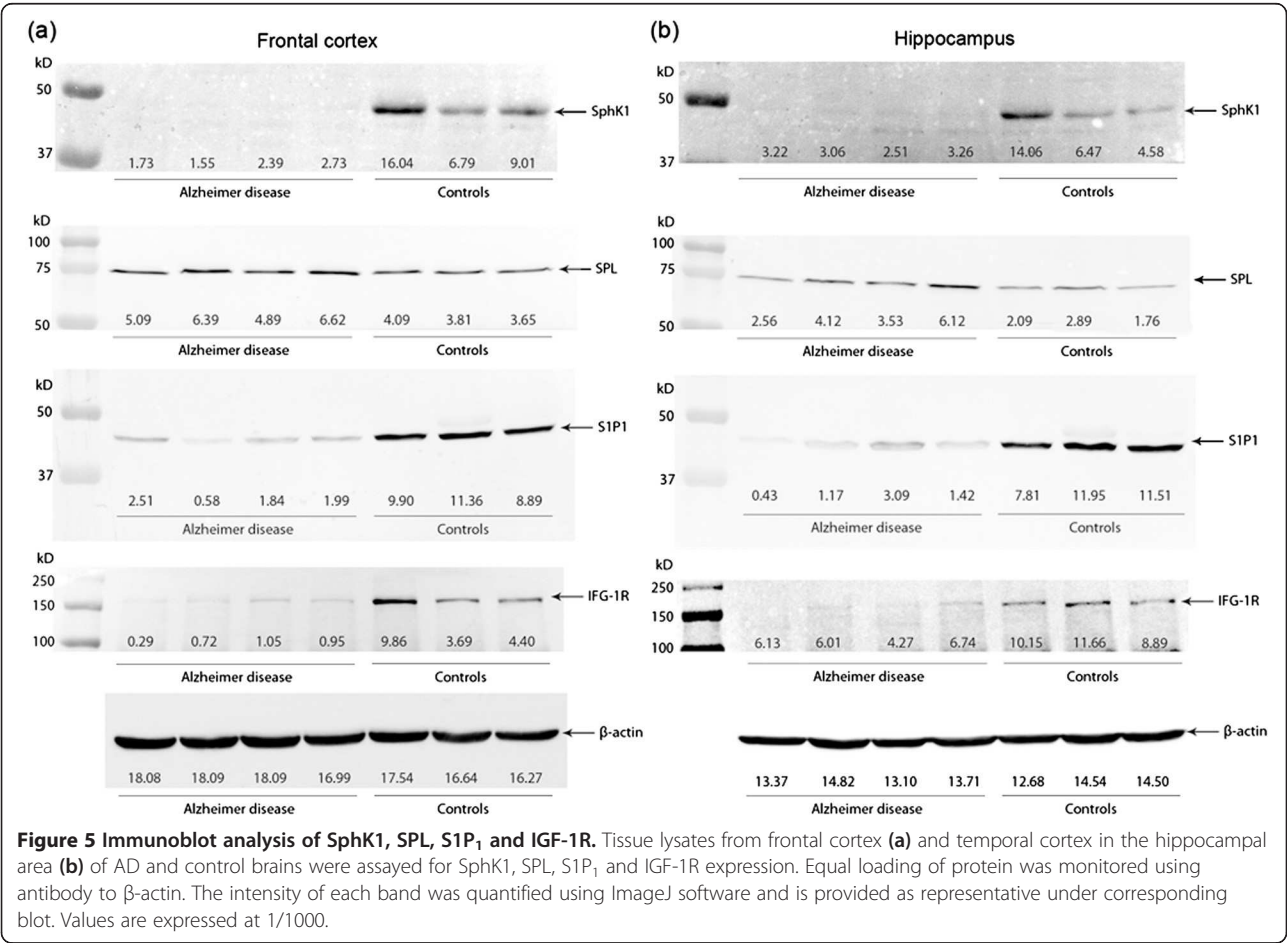 (a)
Frontal cortex
kD
50
37
SphK1
1.73 1.55 2.39 2.73 16.04 6.79 9.01
Alzheimer disease Controls
kD
100
75
50
SPL
5.09 6.39 4.89 6.62 4.09 3.81 3.65
Alzheimer disease Controls
kD
50
37
S1P1
2.51 0.58 1.84 1.99 9.90 11.36 8.89
Alzheimer disease Controls
kD
250
150
100
IFG-1R
0.29 0.72 1.05 0.95 9.86 3.69 4.40
Alzheimer disease Controls
β-actin
18.08 18.09 18.09 16.99 17.54 16.64 16.27
Alzheimer disease Controls
(b)
Hippocampus
kD
50
37
SphK1
3.22 3.06 2.51 3.26 14.06 6.47 4.58
Alzheimer disease Controls
kD
100
75
50
SPL
2.56 4.12 3.53 6.12 2.09 2.89 1.76
Alzheimer disease Controls
kD
50
37
S1P1
0.43 1.17 3.09 1.42 7.81 11.95 11.51
Alzheimer disease Controls
kD
250
150
100
IFG-1R
6.13 6.01 4.27 6.74 10.15 11.66 8.89
Alzheimer disease Controls
β-actin
13.37 14.82 13.10 13.71 12.68 14.54 14.50
Alzheimer disease Controls
Figure 5 Immunoblot analysis of SphK1, SPL, S1P₁ and IGF-1R. Tissue lysates from frontal cortex (a) and temporal cortex in the hippocampal
area (b) of AD and control brains were assayed for SphK1, SPL, S1P₁ and IGF-1R expression. Equal loading of protein was monitored using
antibody to β-actin. The intensity of each band was quantified using ImageJ software and is provided as representative under corresponding
blot. Values are expressed at 1/1000.